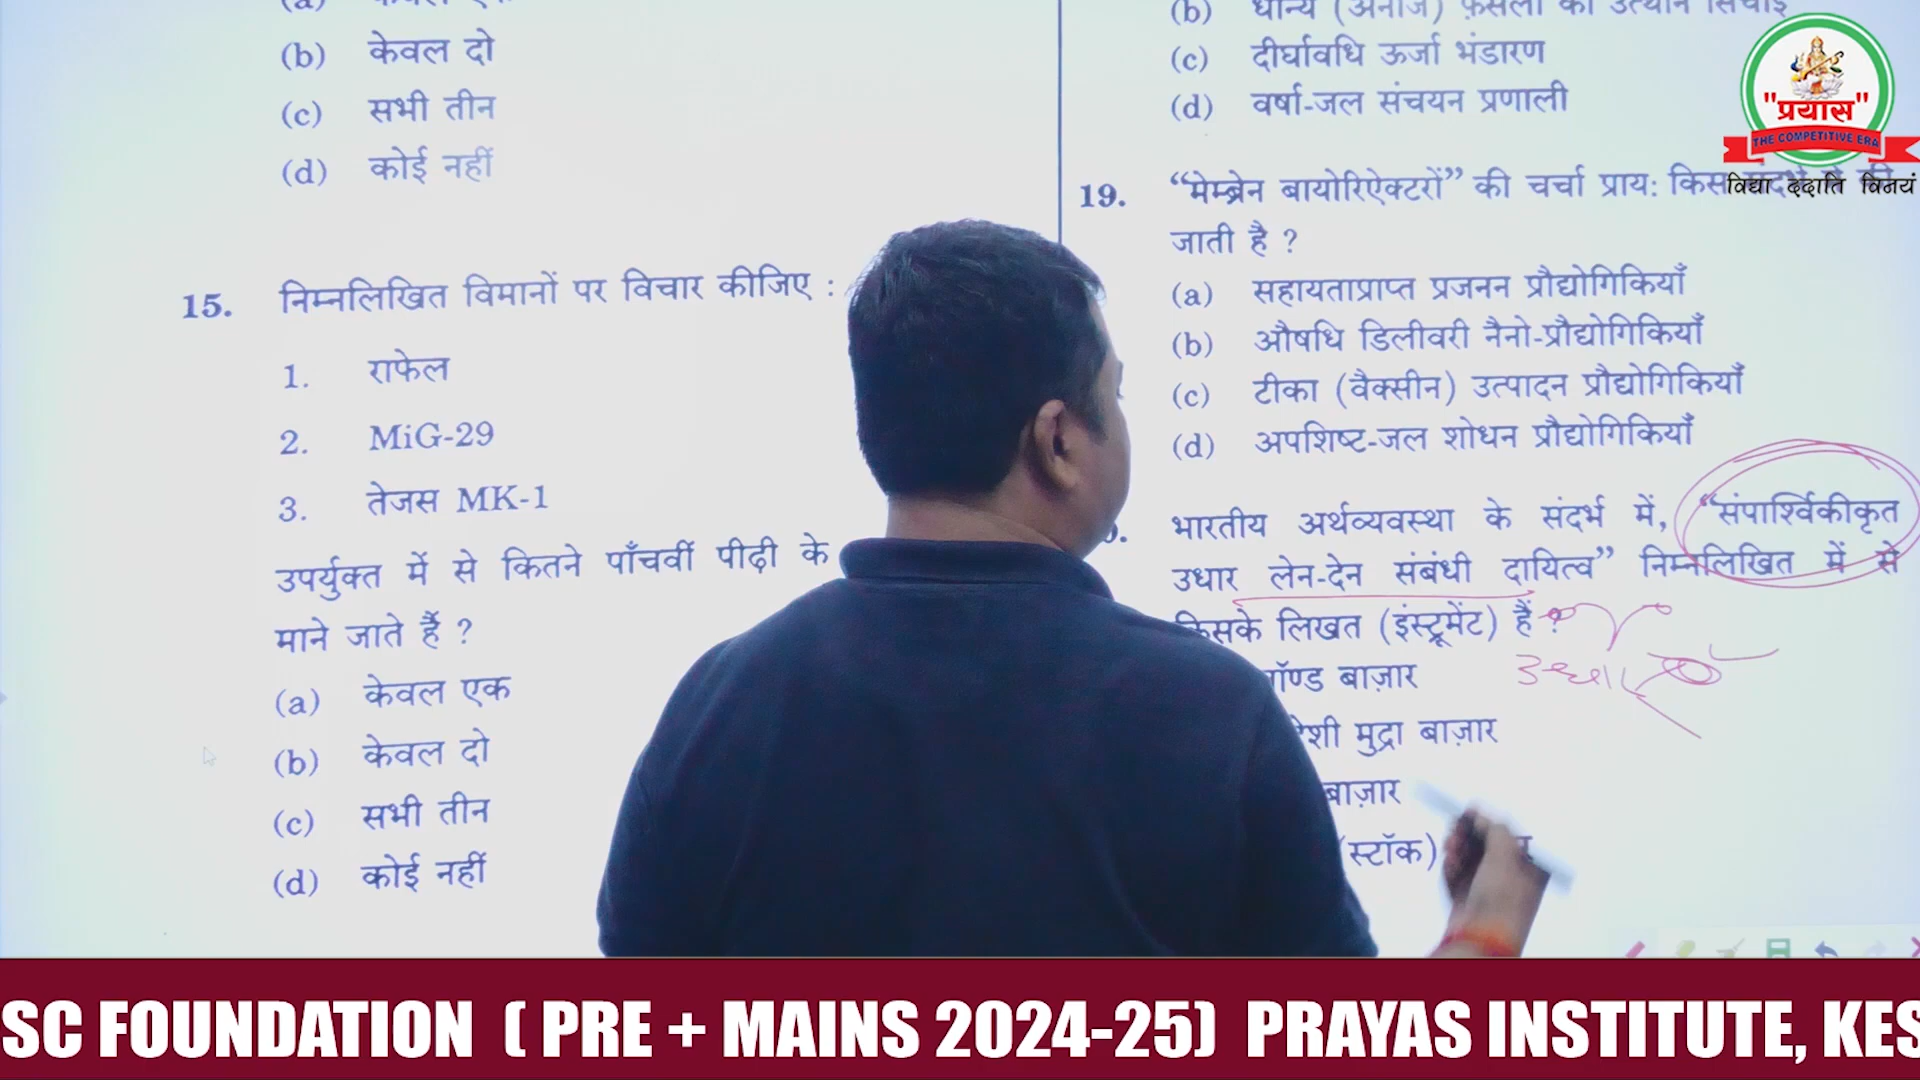 (b) केवल दो
(c) सभी तीन
(d) कोई नहीं
15. निम्नलिखित विमानों पर विचार कीजिए :
1. राफेल
2. MiG-29
3. तेजस MK-1
उपर्युक्त में से कितने पाँचवीं पीढ़ी के
माने जाते हैं ?
(a) केवल एक
(b) केवल दो
(c) सभी तीन
(d) कोई नहीं
(b) धान्य (अनाज) फ़सलों की उत्थान सिंचाई
(c) दीर्घावधि ऊर्जा भंडारण
(d) वर्षा-जल संचयन प्रणाली
19. “मेम्ब्रेन बायोरिऐक्टरों” की चर्चा प्राय: किस
जाती है ?
(a) सहायताप्राप्त प्रजनन प्रौद्योगिकियाँ
(b) औषधि डिलीवरी नैनो-प्रौद्योगिकियाँ
(c) टीका (वैक्सीन) उत्पादन प्रौद्योगिकियाँ
(d) अपशिष्ट-जल शोधन प्रौद्योगिकियाँ
भारतीय अर्थव्यवस्था के संदर्भ में, “संपार्श्विकीकृत
उधार लेन-देन संबंधी दायित्व” निम्नलिखित में से
किसके लिखत (इंस्ट्रूमेंट) हैं ?
बॉण्ड बाज़ार
मुद्रा बाज़ार
बाज़ार
(स्टॉक)
"प्रयास"
THE COMPETITIVE ERA
विद्या ददाति विनयं
SC FOUNDATION ( PRE + MAINS 2024-25) PRAYAS INSTITUTE, KES